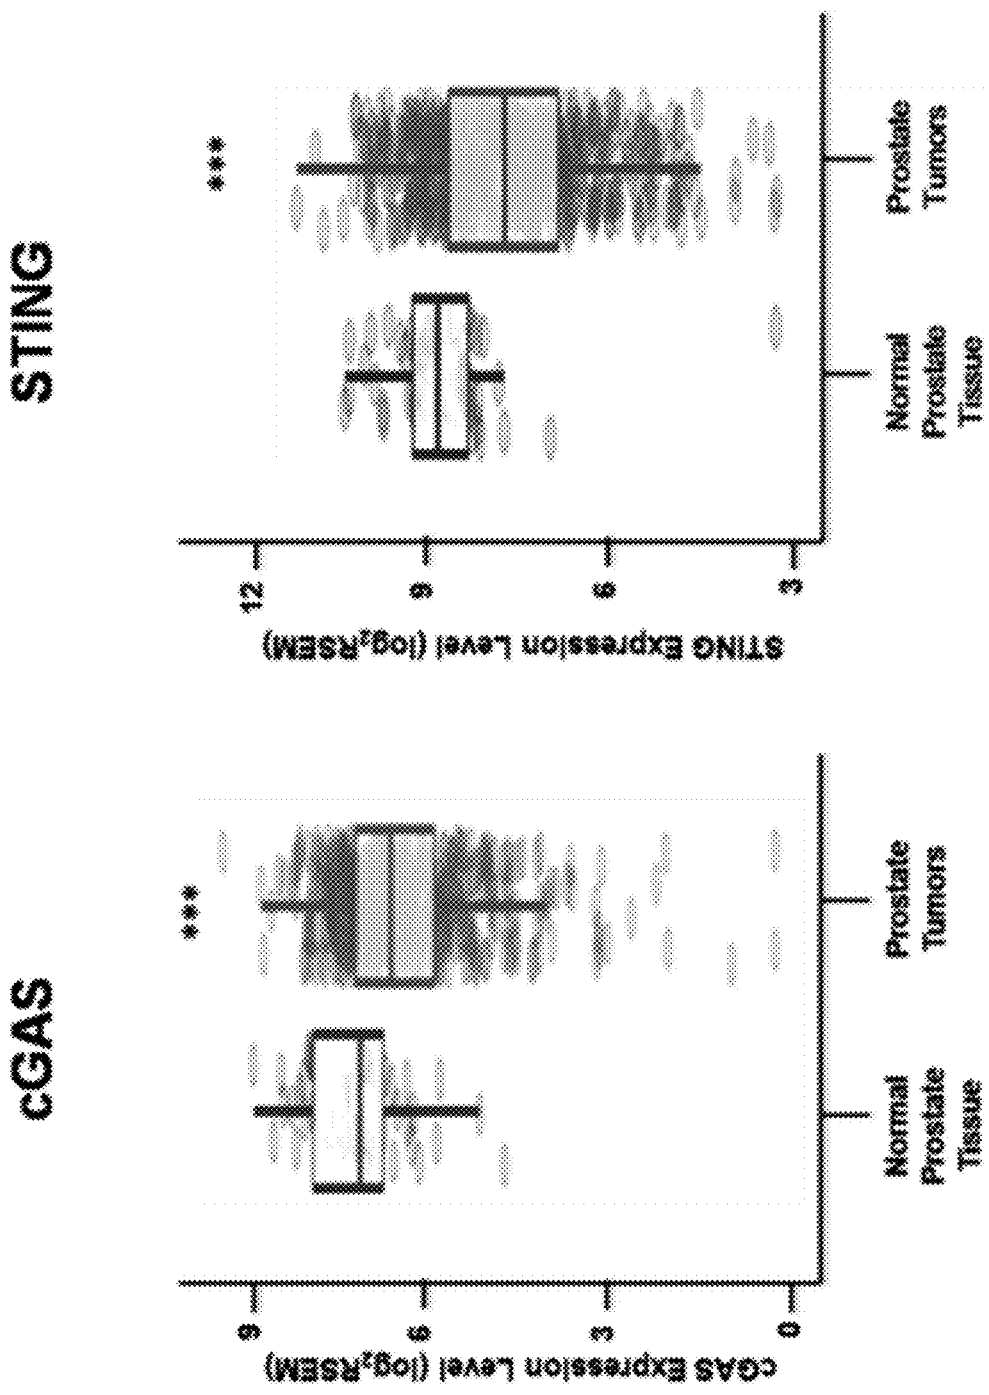 cGAS
***
cGAS Expression Level (log₂RSEM)
9
6
3
0
Normal
Prostate
Tissue
Prostate
Tumors
STING
***
STING Expression Level (log₂RSEM)
12
9
6
3
Normal
Prostate
Tissue
Prostate
Tumors